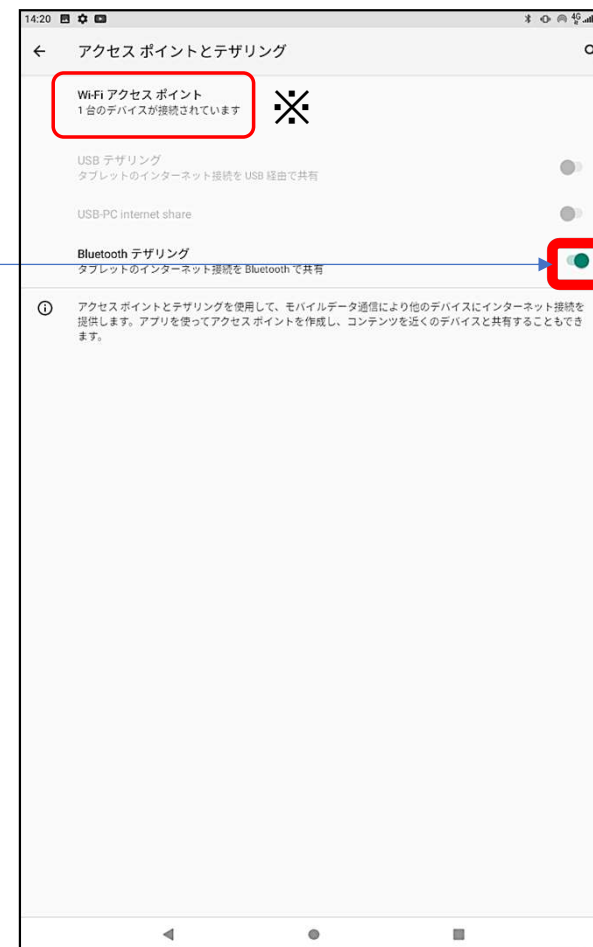 14:20
4G
アクセス ポイントとテザリング
Wi-Fi アクセス ポイント
1 台のデバイスが接続されています
※
USB テザリング
タブレットのインターネット接続を USB 経由で共有
USB-PC internet share
Bluetooth テザリング
タブレットのインターネット接続を Bluetooth で共有
アクセス ポイントとテザリングを使用して、モバイルデータ通信により他のデバイスにインターネット接続を
提供します。アプリを使ってアクセス ポイントを作成し、コンテンツを近くのデバイスと共有することもでき
ます。